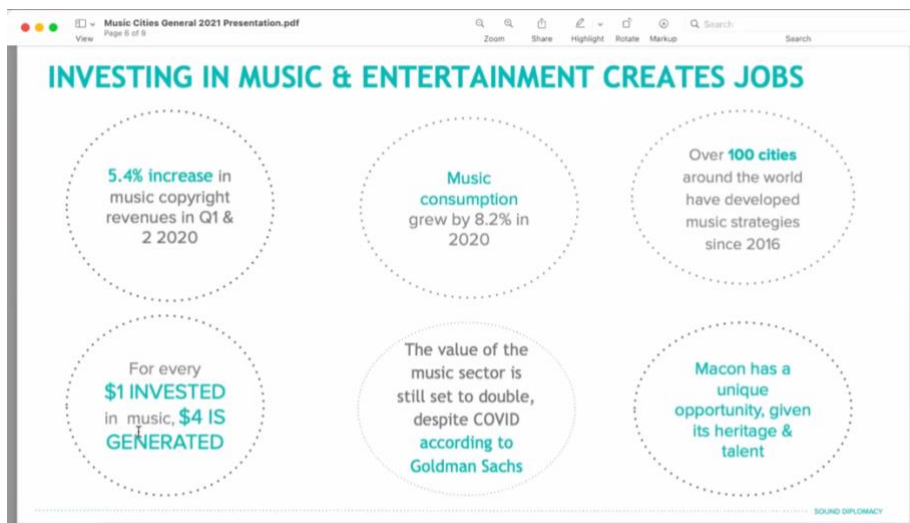 Music Cities General 2021 Presentation.pdf
Page 6 of 9
View
Zoom
Share
Highlight
Rotate
Markup
Search
Search
INVESTING IN MUSIC & ENTERTAINMENT CREATES JOBS
5.4% increase in
music copyright
revenues in Q1 &
2 2020
Music
consumption
grew by 8.2% in
2020
Over 100 cities
around the world
have developed
music strategies
since 2016
For every
$1 INVESTED
in music, $4 IS
GENERATED
The value of the
music sector is
still set to double,
despite COVID
according to
Goldman Sachs
Macon has a
unique
opportunity, given
its heritage &
talent
SOUND DIPLOMACY